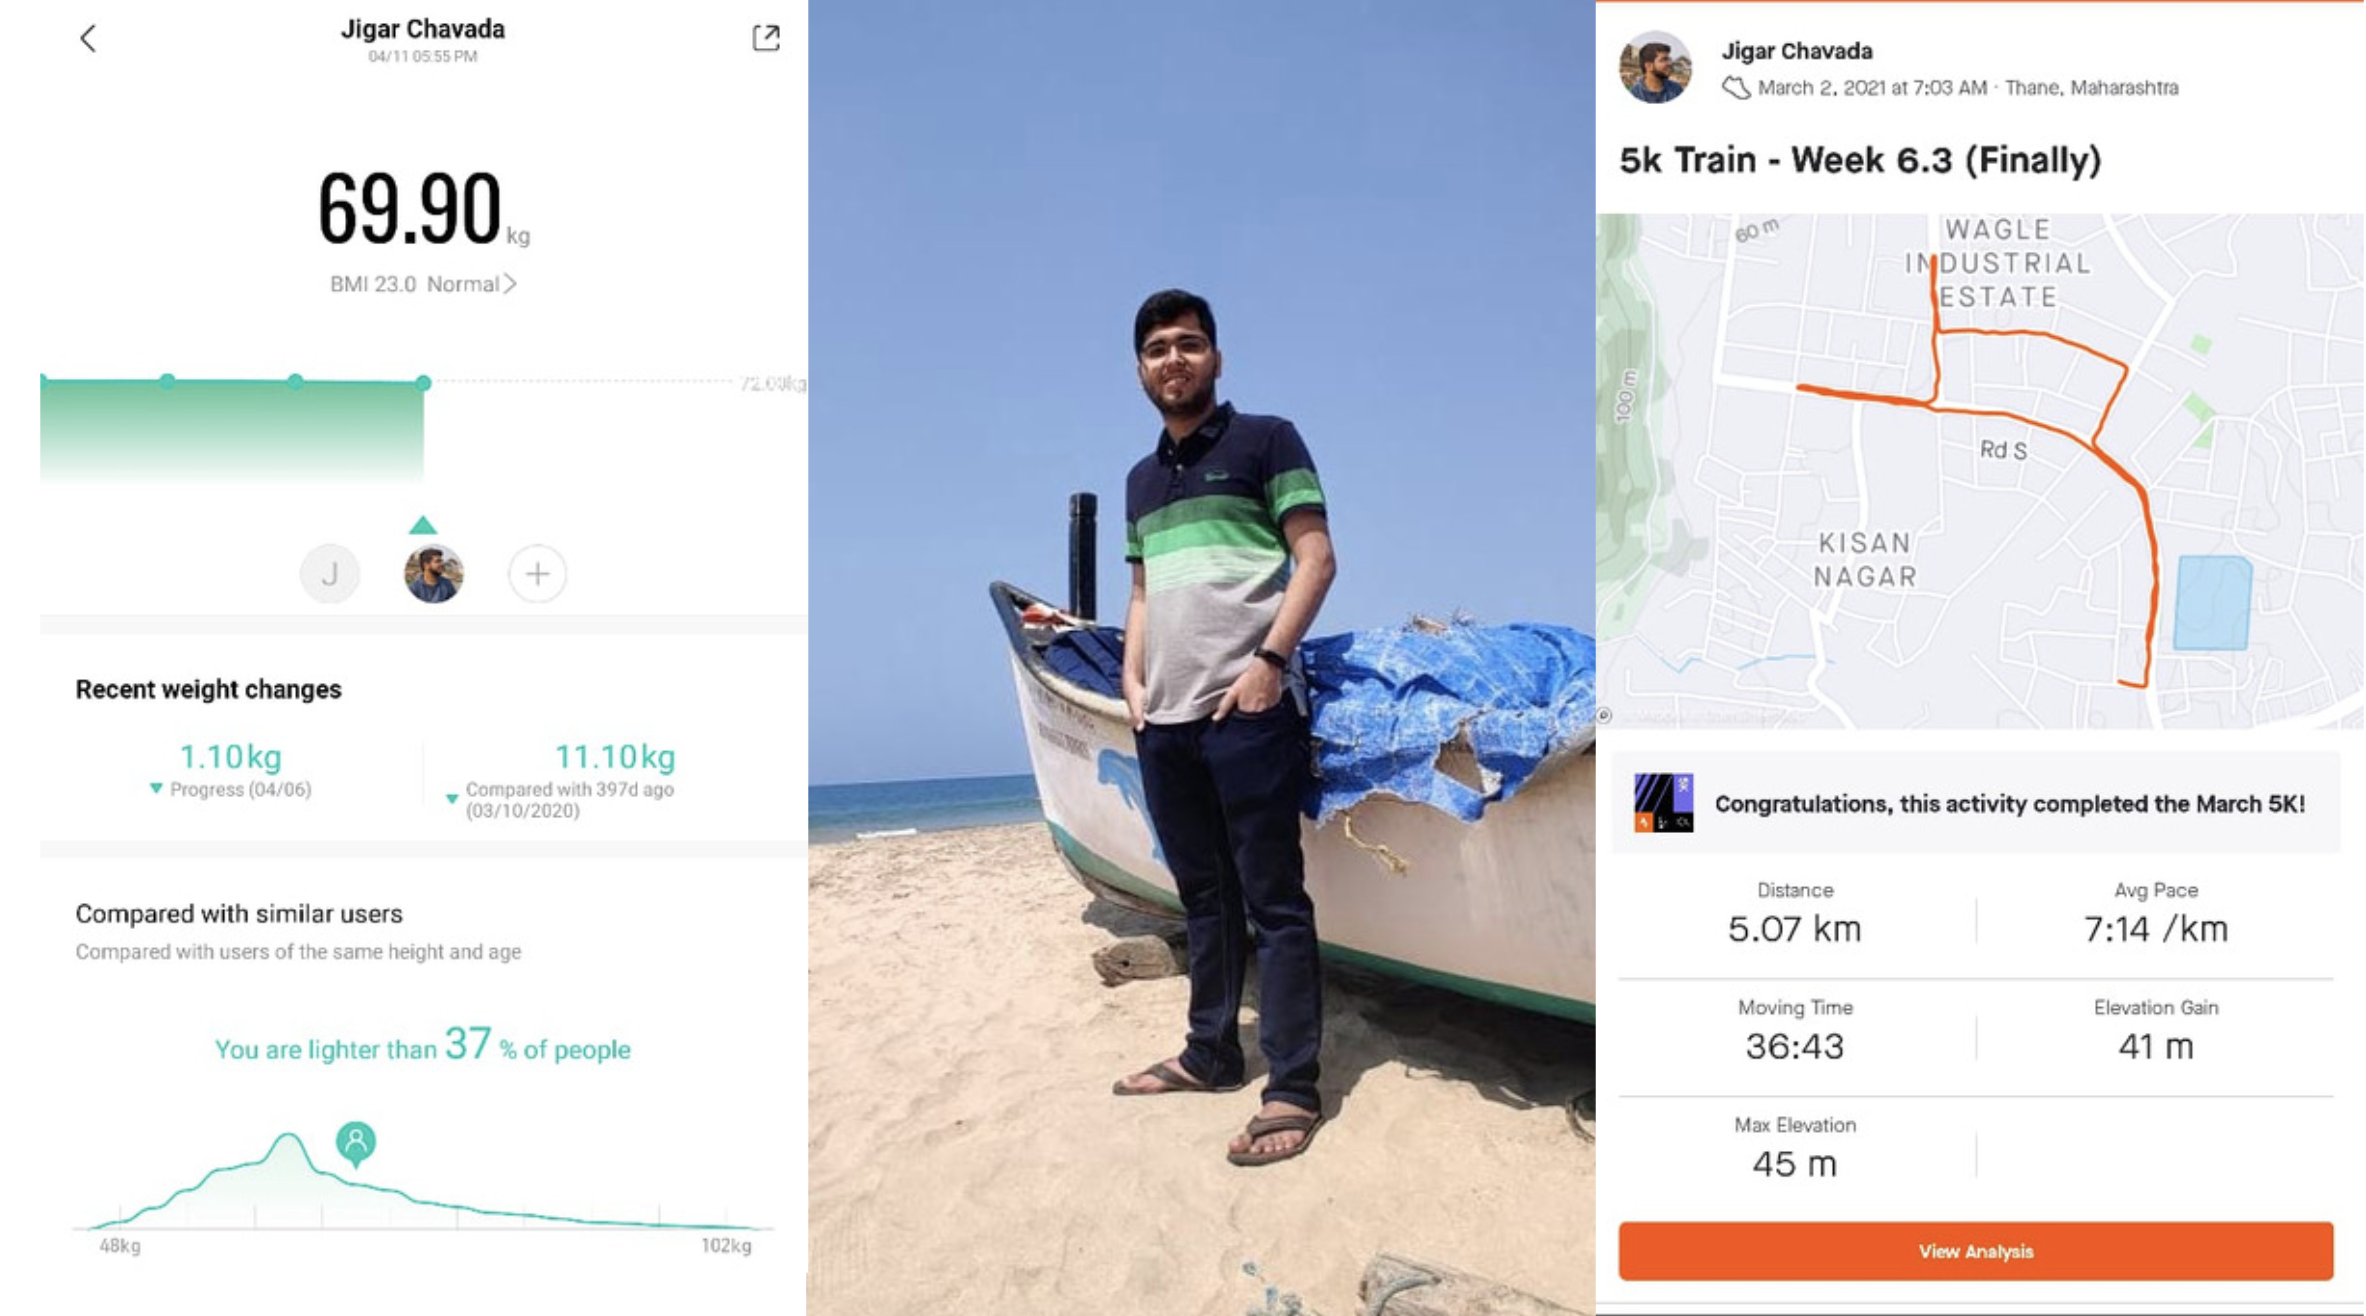 Jigar Chavada
04/11 05:55 PM
69.90 kg
BMI 23.0 Normal
J
Recent weight changes
1.10kg
Progress (04/06)
11.10kg
Compared with 397d ago
(03/10/2020)
Compared with similar users
Compared with users of the same height and age
You are lighter than 37 % of people
48kg
102kg
Jigar Chavada
March 2, 2021 at 7:03 AM · Thane, Maharashtra
5k Train - Week 6.3 (Finally)
60 m
WAGLE
INDUSTRIAL
ESTATE
100 m
Rd S
KISAN
NAGAR
5K
Congratulations, this activity completed the March 5K!
Distance
5.07 km
Avg Pace
7:14 /km
Moving Time
36:43
Elevation Gain
41 m
Max Elevation
45 m
View Analysis